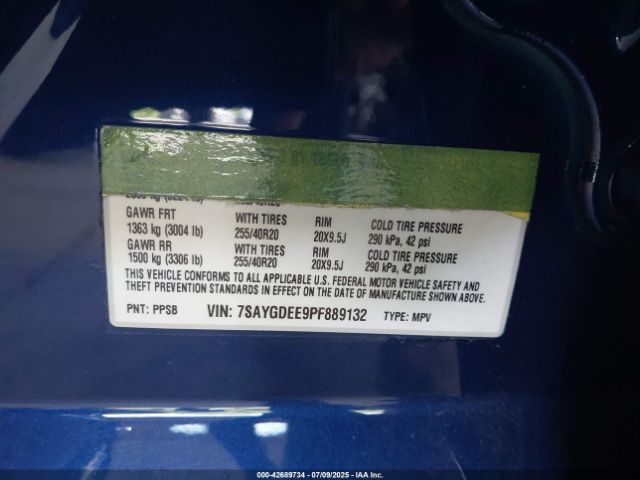 GAWR FRT WITH TIRES RIM COLD TIRE PRESSURE
1363 kg (3004 lb) 255/40R20 20X9.5J 290 kPa, 42 psi
GAWR RR WITH TIRES RIM COLD TIRE PRESSURE
1500 kg (3306 lb) 255/40R20 20X9.5J 290 kPa, 42 psi
THIS VEHICLE CONFORMS TO ALL APPLICABLE U.S. FEDERAL MOTOR VEHICLE SAFETY AND
THEFT PREVENTION STANDARDS IN EFFECT ON THE DATE OF MANUFACTURE SHOWN ABOVE.
PNT: PPSB VIN: 7SAYGDEE9PF889132 TYPE: MPV
000-42689734 - 07/09/2025 - IAA Inc.